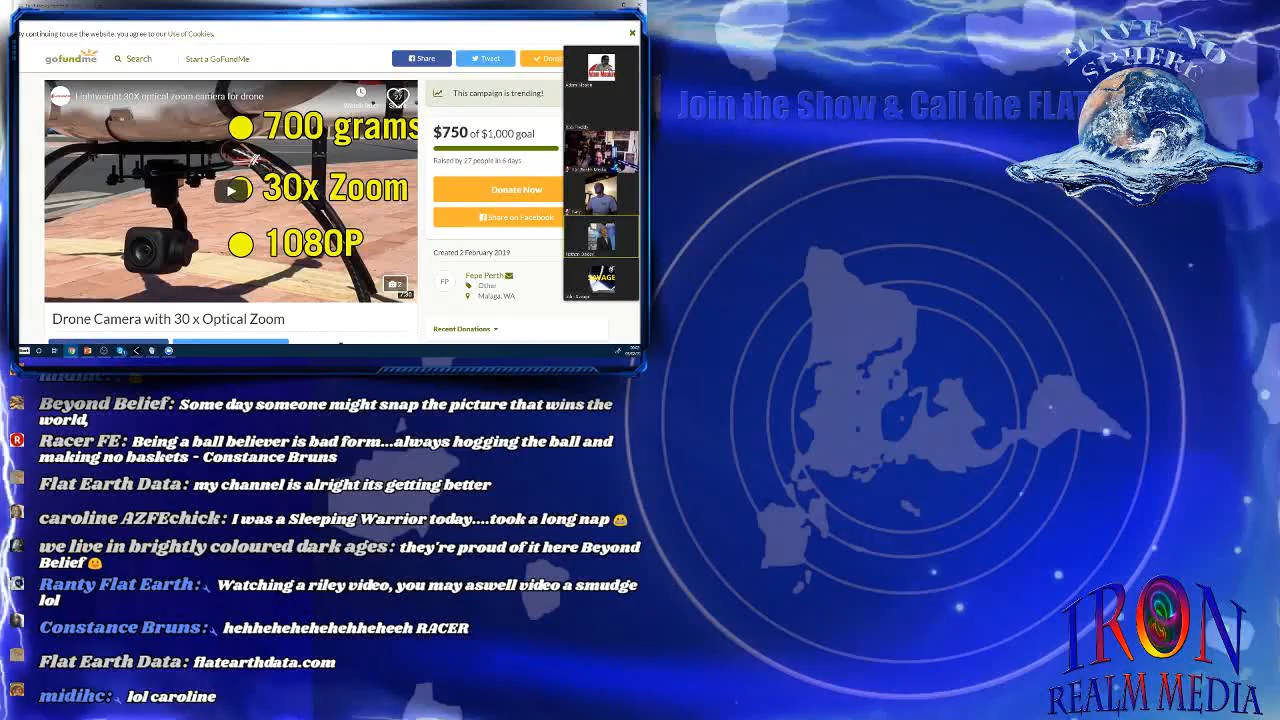 y continuing to use the website, you agree to our Use of Cookies.
gofundme
Search
Start a GoFundMe
Share
Tweet
Lightweight 30X optical zoom camera for drone
700 grams
30x Zoom
1080P
2
7:30
This campaign is trending!
$750 of $1,000 goal
Raised by 27 people in 6 days
Donate Now
Share on Facebook
Created 2 February 2019
FP
Fepe Perth
Other
Malaga, WA
Recent Donations
Drone Camera with 30 x Optical Zoom
SAVAGE
Join the Show & Call the FLA
midihc:
Beyond Belief: Some day someone might snap the picture that wins the
world,
Racer FE: Being a ball believer is bad form...always hogging the ball and
making no baskets - Constance Bruns
Flat Earth Data: my channel is alright its getting better
caroline AZFEchick: I was a Sleeping Warrior today....took a long nap 😬
we live in brightly coloured dark ages: they're proud of it here Beyond
Belief 😬
Ranty Flat Earth: Watching a riley video, you may aswell video a smudge
lol
Constance Bruns: hehhehehehehehheheeh RACER
Flat Earth Data: flatearthdata.com
midihc: lol caroline
IRON
REALM MEDIA